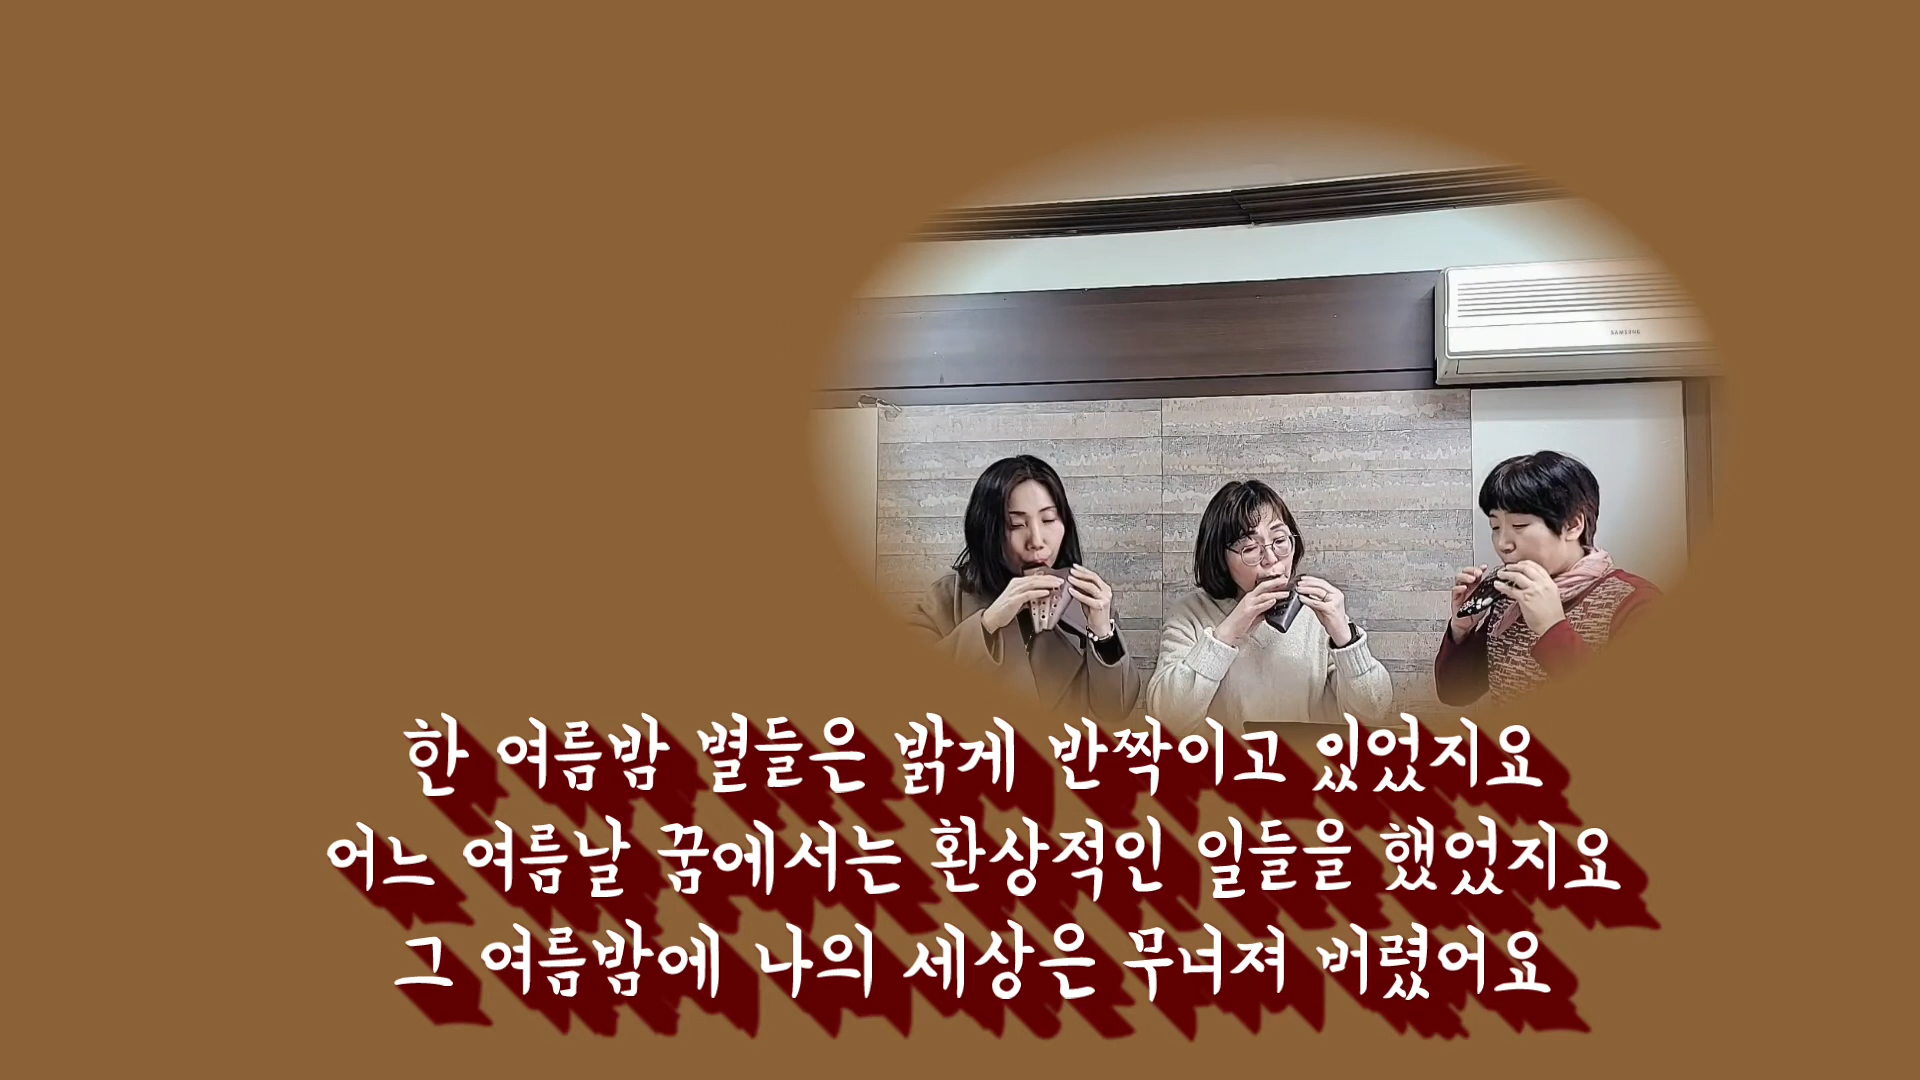 SAMSUNG
한 여름밤 별들은 밝게 반짝이고 있었지요
어느 여름날 꿈에서는 환상적인 일들을 했었지요
그 여름밤에 나의 세상은 무너져 버렸어요